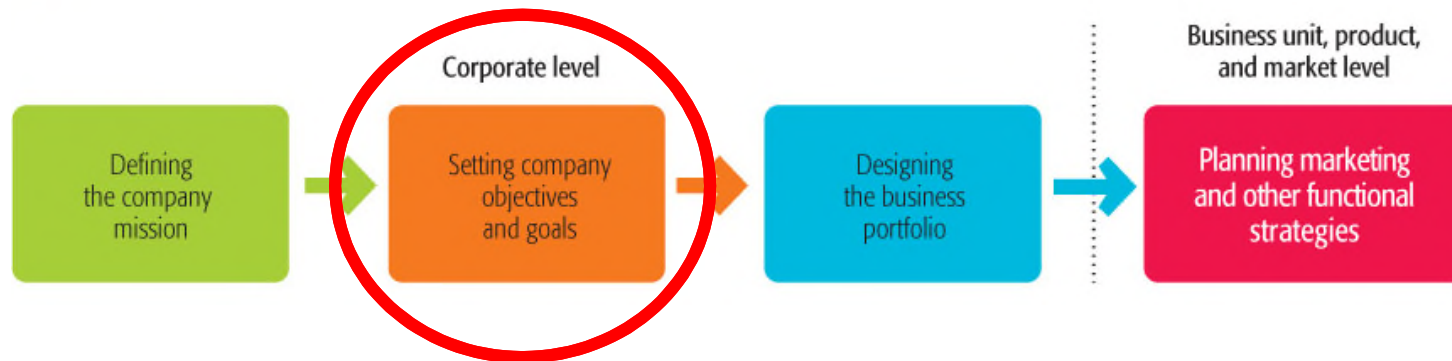 Corporate level
Business unit, product,
and market level
Defining
the company
mission
Setting company
objectives
and goals
Designing
the business
portfolio
Planning marketing
and other functional
strategies